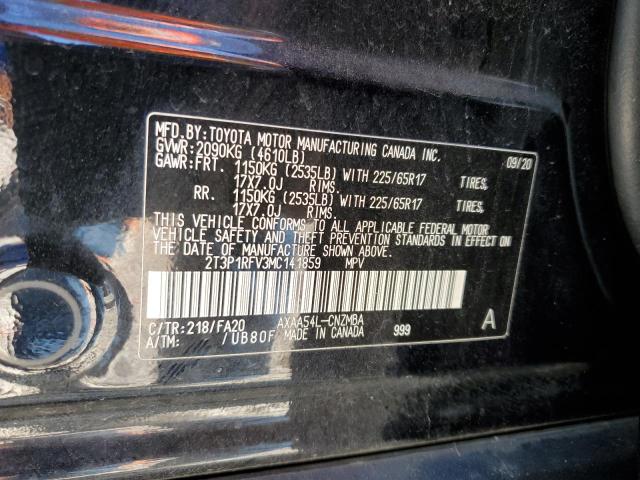 MFD.BY:TOYOTA MOTOR MANUFACTURING CANADA INC.
GVWR:2090KG (4610LB) 09/20
GAWR:FRT. 1150KG (2535LB) WITH 225/65R17 TIRES,
17X7.0J RIMS.
RR. 1150KG (2535LB) WITH 225/65R17 TIRES,
17X7.0J RIMS.
THIS VEHICLE CONFORMS TO ALL APPLICABLE FEDERAL MOTOR
VEHICLE SAFETY AND THEFT PREVENTION STANDARDS IN EFFECT ON
THE DATE OF MANUFACTURE SHOWN ABOVE.
2T3P1RFV3MC141859 MPV
C/TR:218/FA20 AXAA54L-CNZMBA
A/TM: /UB80F MADE IN CANADA 999 A